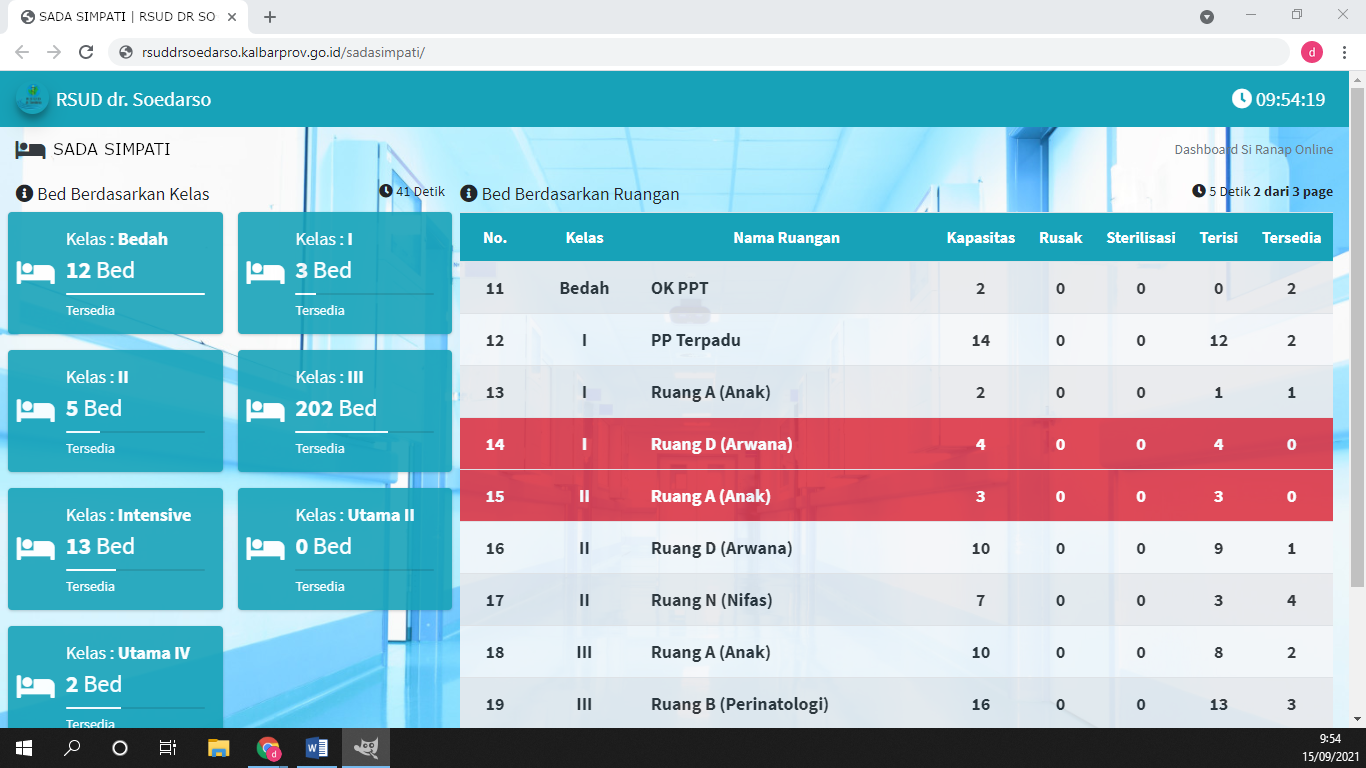 SADA SIMPATI | RSUD DR SO
rsuddrsoedarso.kalbarprov.go.id/sadasimpati/
d
RSUD dr. Soedarso
09:54:19
SADA SIMPATI
Dashboard Si Ranap Online
Bed Berdasarkan Kelas
41 Detik
Bed Berdasarkan Ruangan
5 Detik 2 dari 3 page
Kelas : Bedah
12 Bed
Tersedia
Kelas : I
3 Bed
Tersedia
Kelas : II
5 Bed
Tersedia
Kelas : III
202 Bed
Tersedia
Kelas : Intensive
13 Bed
Tersedia
Kelas : Utama II
0 Bed
Tersedia
Kelas : Utama IV
2 Bed
Tersedia
No. Kelas Nama Ruangan Kapasitas Rusak Sterilisasi Terisi Tersedia
11 Bedah OK PPT 2 0 0 0 2
12 I PP Terpadu 14 0 0 12 2
13 I Ruang A (Anak) 2 0 0 1 1
14 I Ruang D (Arwana) 4 0 0 4 0
15 II Ruang A (Anak) 3 0 0 3 0
16 II Ruang D (Arwana) 10 0 0 9 1
17 II Ruang N (Nifas) 7 0 0 3 4
18 III Ruang A (Anak) 10 0 0 8 2
19 III Ruang B (Perinatologi) 16 0 0 13 3
d
9:54
15/09/2021